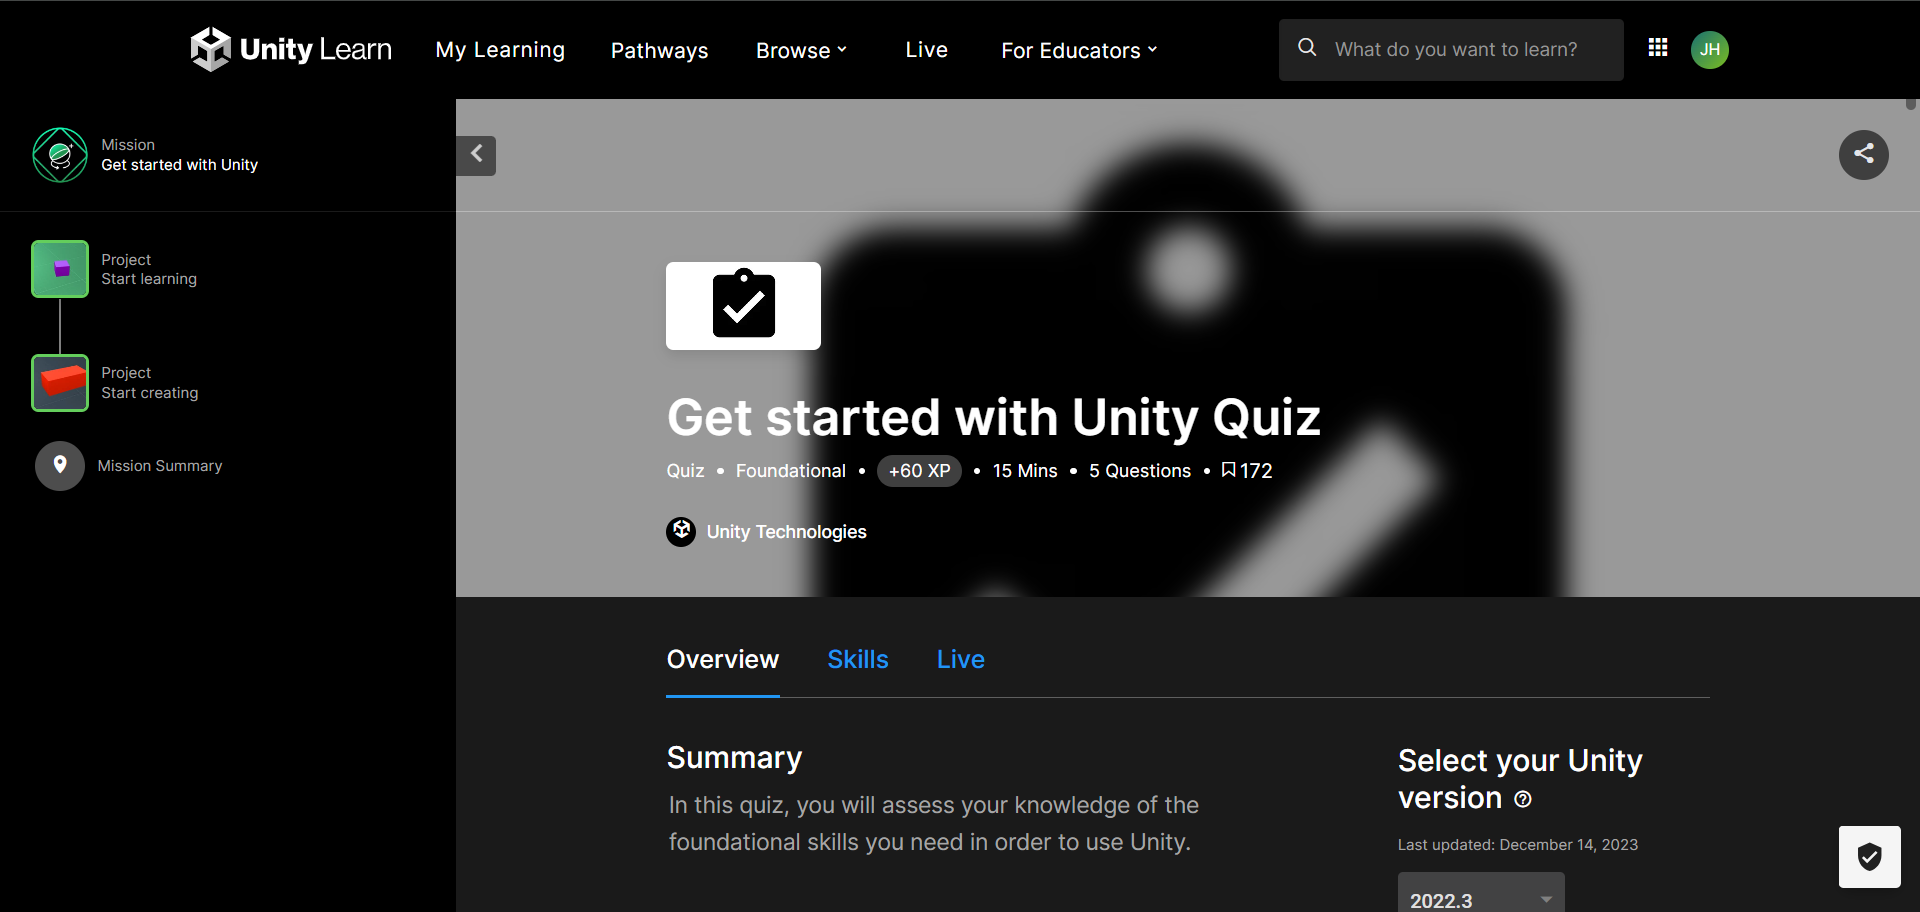 Unity Learn
My Learning
Pathways
Browse
Live
For Educators
What do you want to learn?
JH
Mission
Get started with Unity
Project
Start learning
Project
Start creating
Mission Summary
Get started with Unity Quiz
Quiz • Foundational • +60 XP • 15 Mins • 5 Questions • 172
Unity Technologies
Overview
Skills
Live
Summary
In this quiz, you will assess your knowledge of the
foundational skills you need in order to use Unity.
Select your Unity
version
Last updated: December 14, 2023
2022.3